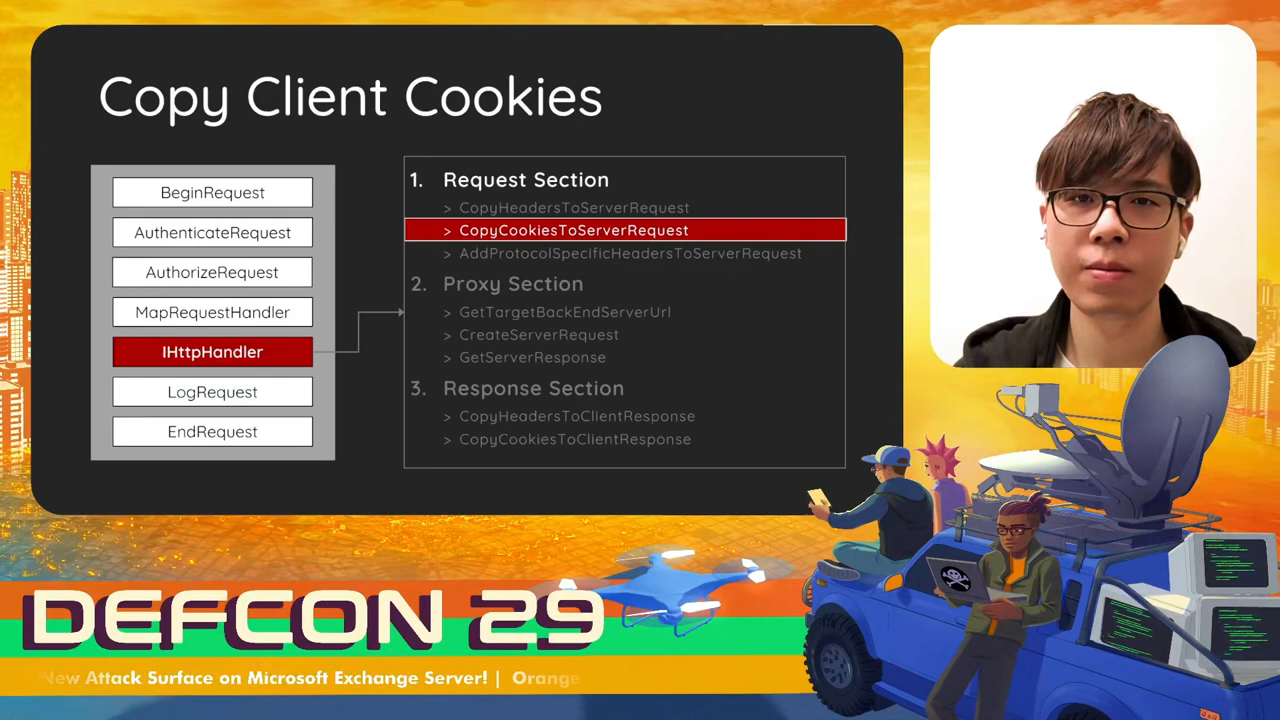 Copy Client Cookies
BeginRequest
AuthenticateRequest
AuthorizeRequest
MapRequestHandler
IHttpHandler
LogRequest
EndRequest
1. Request Section
> CopyHeadersToServerRequest
> CopyCookiesToServerRequest
> AddProtocolSpecificHeadersToServerRequest
2. Proxy Section
> GetTargetBackEndServerUrl
> CreateServerRequest
> GetServerResponse
3. Response Section
> CopyHeadersToClientResponse
> CopyCookiesToClientResponse
DEFCON 29
New Attack Surface on Microsoft Exchange Server! | Orange